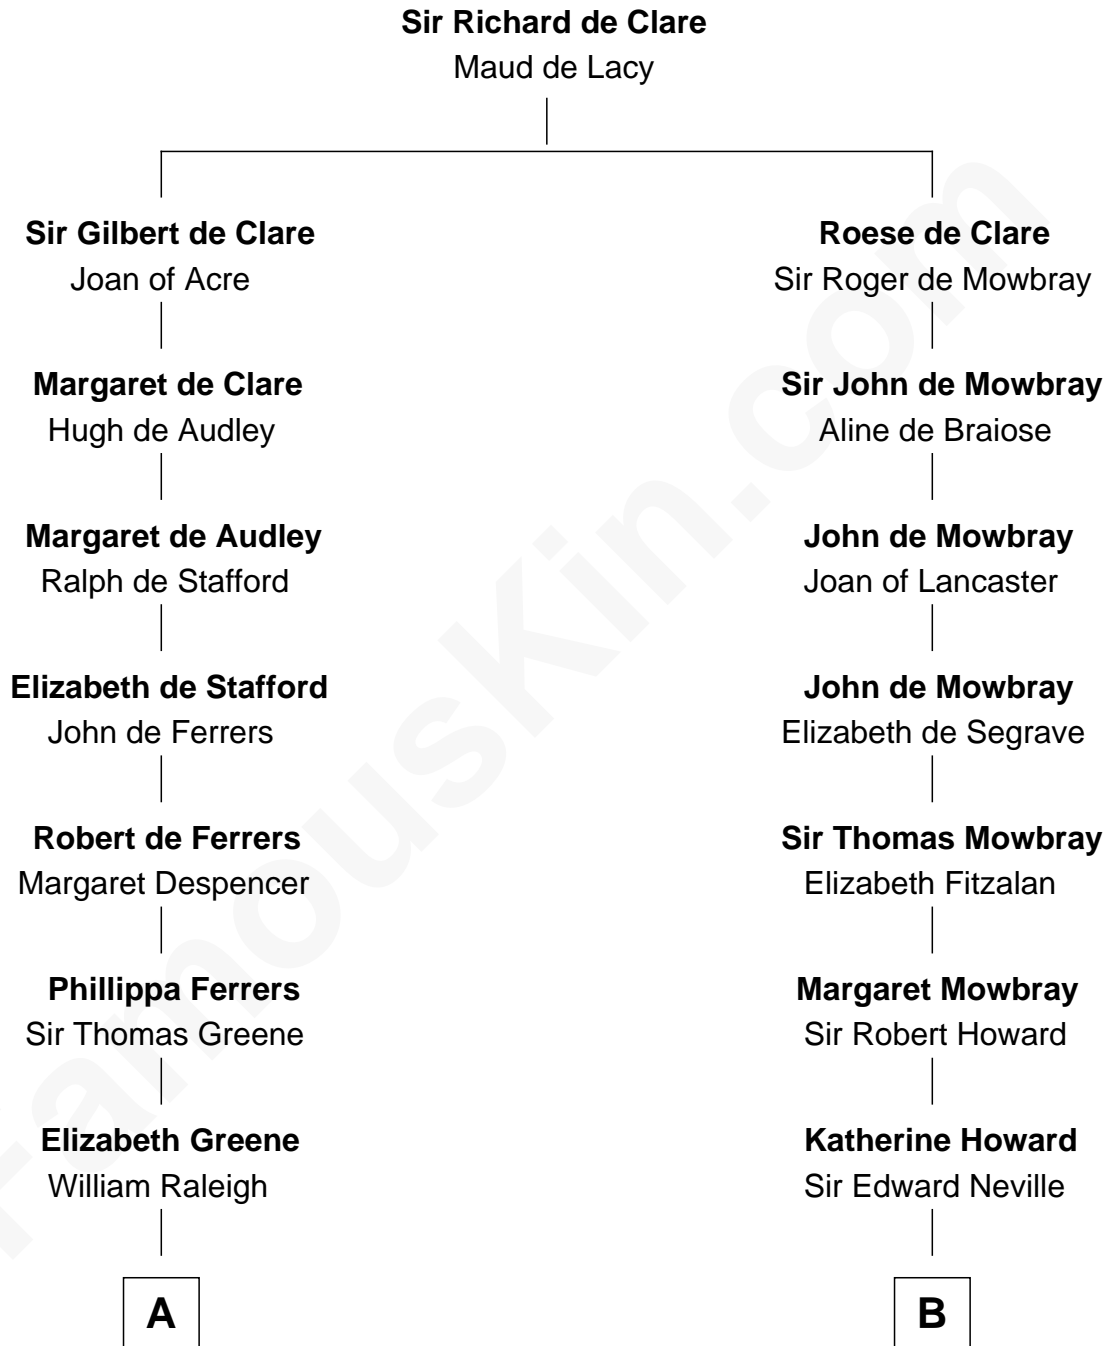 Sir Richard de Clare
Maud de Lacy
Sir Gilbert de Clare
Joan of Acre
Roese de Clare
Sir Roger de Mowbray
Margaret de Clare
Hugh de Audley
Sir John de Mowbray
Aline de Braiose
Margaret de Audley
Ralph de Stafford
John de Mowbray
Joan of Lancaster
Elizabeth de Stafford
John de Ferrers
John de Mowbray
Elizabeth de Segrave
Robert de Ferrers
Margaret Despencer
Sir Thomas Mowbray
Elizabeth Fitzalan
Phillippa Ferrers
Sir Thomas Greene
Margaret Mowbray
Sir Robert Howard
Elizabeth Greene
William Raleigh
Katherine Howard
Sir Edward Neville
A
B
FamousKin.com